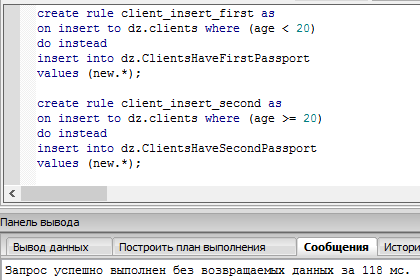 create rule client_insert_first as
on insert to dz.clients where (age < 20)
do instead
insert into dz.ClientsHaveFirstPassport
values (new.*);
create rule client_insert_second as
on insert to dz.clients where (age >= 20)
do instead
insert into dz.ClientsHaveSecondPassport
values (new.*);
Панель вывода
Вывод данных Построить план выполнения Сообщения Истори
Запрос успешно выполнен без возвращаемых данных за 118 мс.